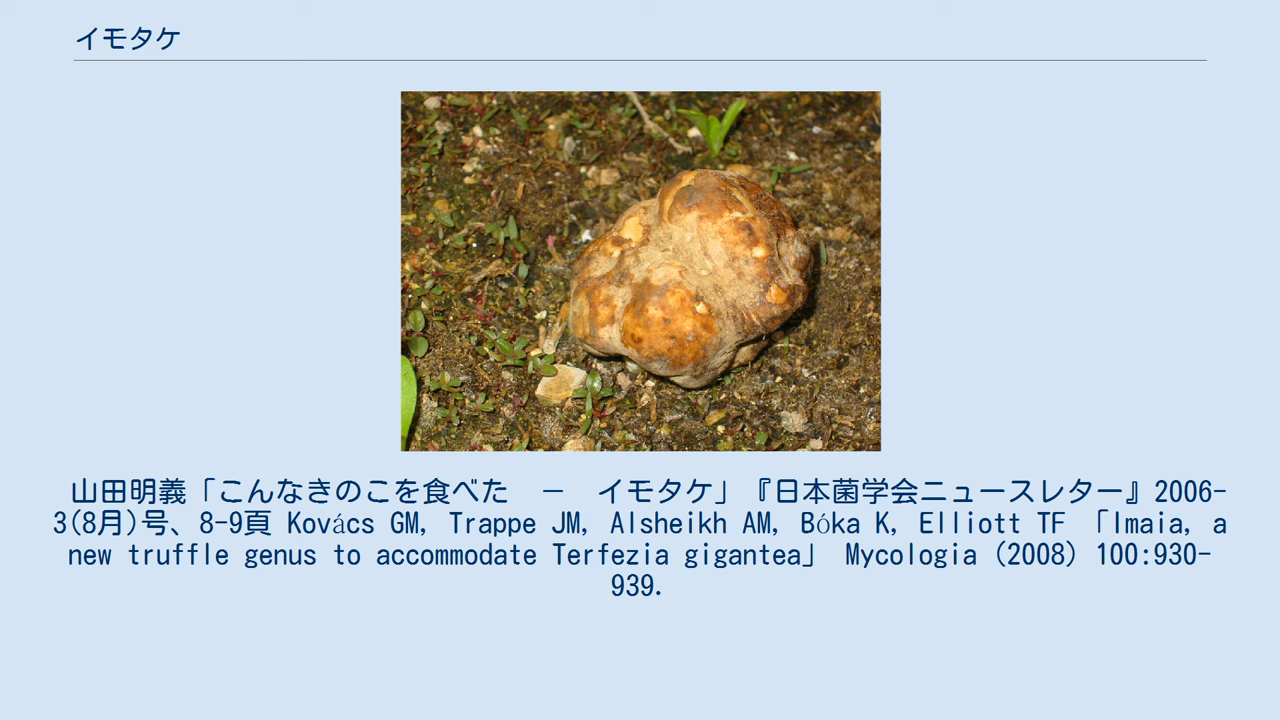 イモタケ
山田明義「こんなきのこを食べた　－　イモタケ」『日本菌学会ニュースレター』2006-
3(8月)号、8-9頁 Kovács GM, Trappe JM, Alsheikh AM, Bóka K, Elliott TF 「Imaia, a
new truffle genus to accommodate Terfezia gigantea」 Mycologia (2008) 100:930-
939.